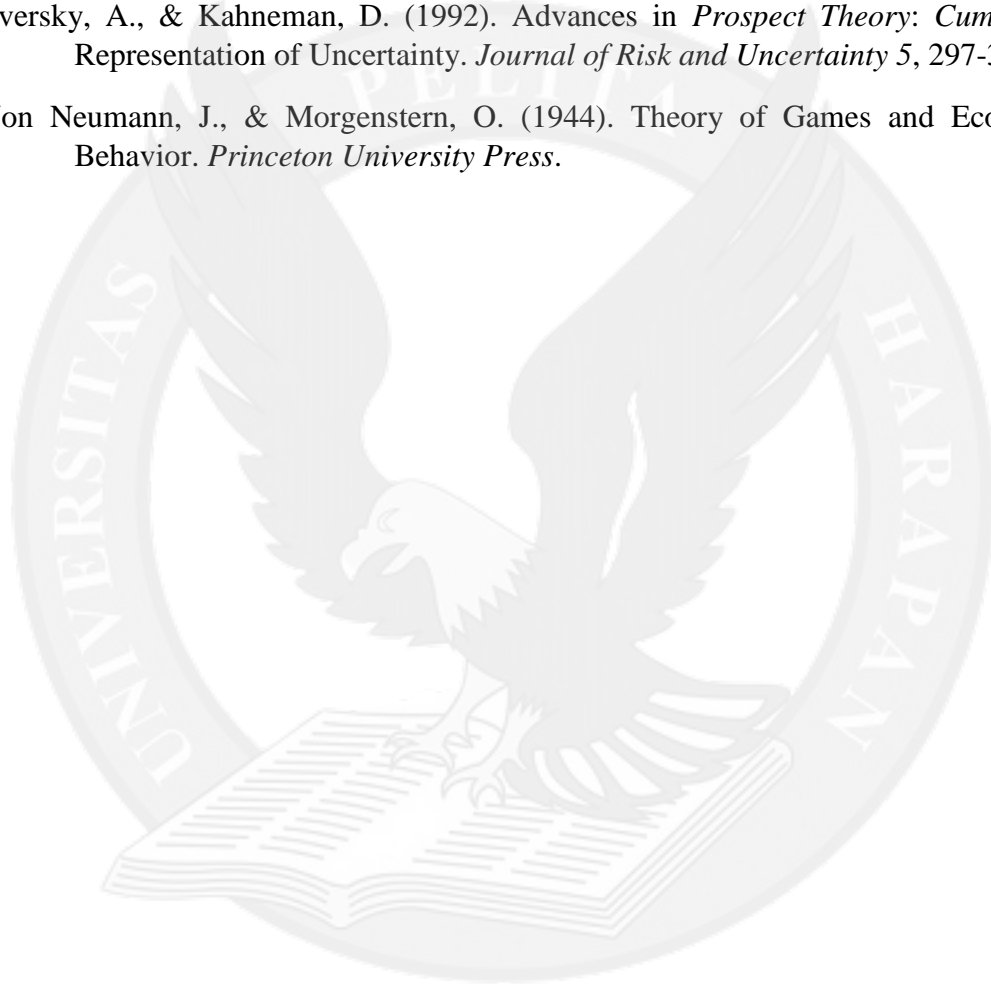 versky, A., & Kahneman, D. (1992). Advances in Prospect Theory: Cum
Representation of Uncertainty. Journal of Risk and Uncertainty 5, 297-3
on Neumann, J., & Morgenstern, O. (1944). Theory of Games and Eco
Behavior. Princeton University Press.
UNIVERSITAS PELITA HARAPAN